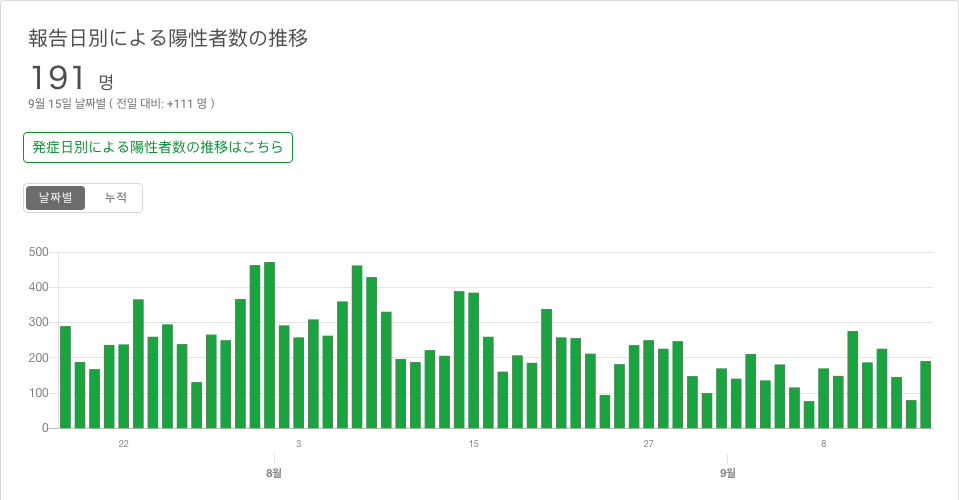 報告日別による陽性者数の推移
191 명
9월 15일 날짜별 ( 전일 대비: +111 명 )
発症日別による陽性者数の推移はこちら
날짜별 누적
500
400
300
200
100
0
22 3 15 27 8
8월 9월